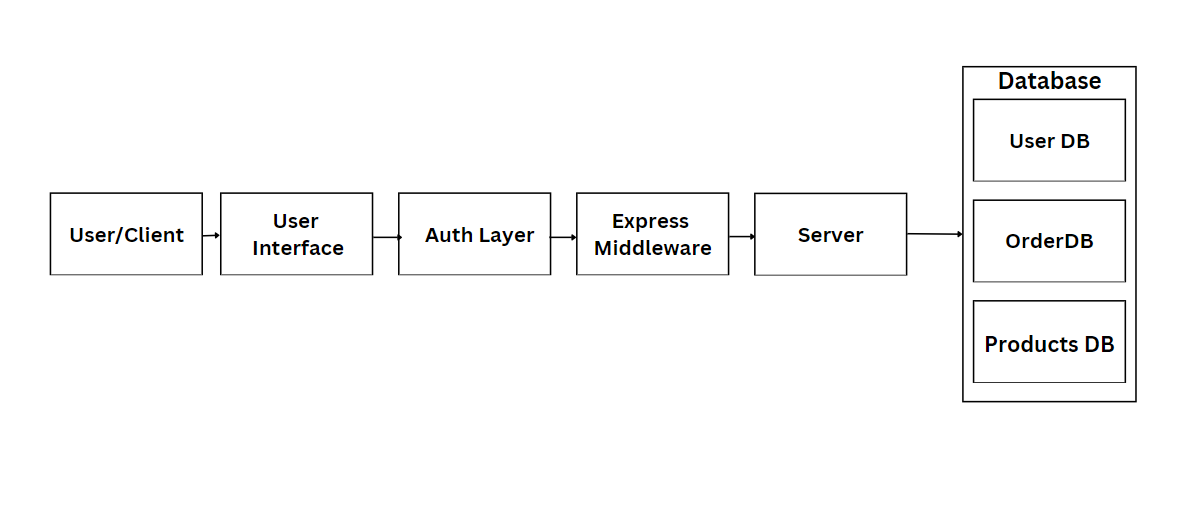 Database
User DB
User/Client
User
Interface
Auth Layer
Express
Middleware
Server
OrderDB
Products DB